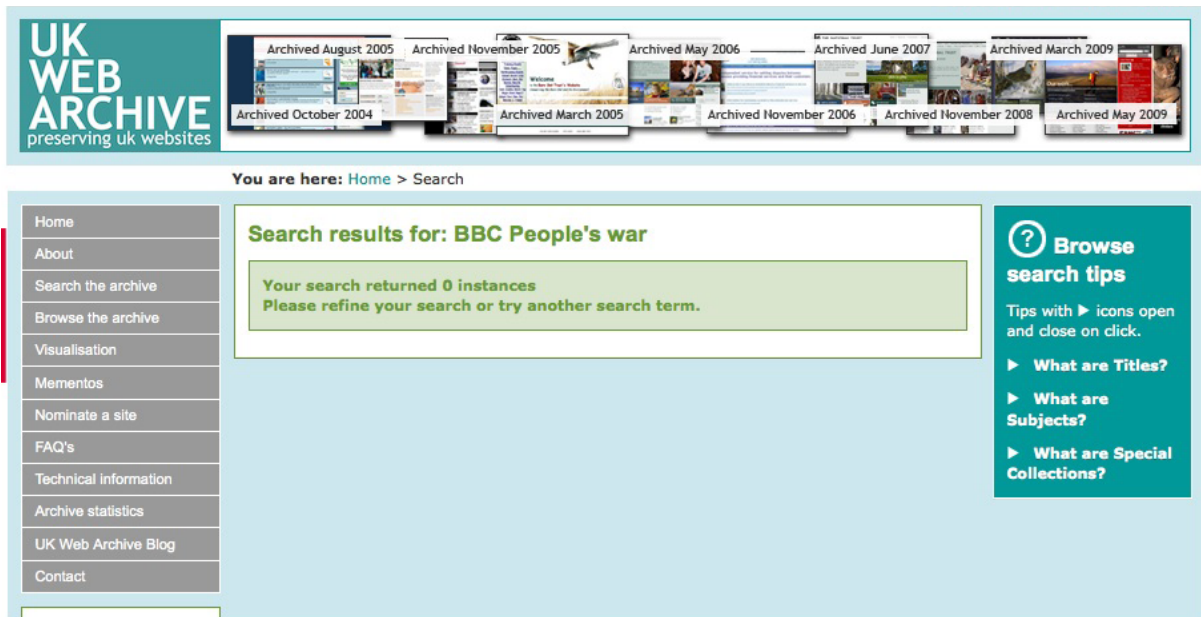 UK
WEB
ARCHIVE
preserving uk websites
Archived August 2005
Archived November 2005
Archived May 2006
Archived June 2007
Archived March 2009
Archived October 2004
Archived March 2005
Archived November 2006
Archived November 2008
Archived May 2009
Welcome
You are here: Home > Search
Home
About
Search the archive
Browse the archive
Visualisation
Mementos
Nominate a site
FAQ's
Technical information
Archive statistics
UK Web Archive Blog
Contact
Search results for: BBC People's war
Your search returned 0 instances
Please refine your search or try another search term.
? Browse
search tips
Tips with ▶ icons open
and close on click.
▶ What are Titles?
▶ What are
Subjects?
▶ What are Special
Collections?